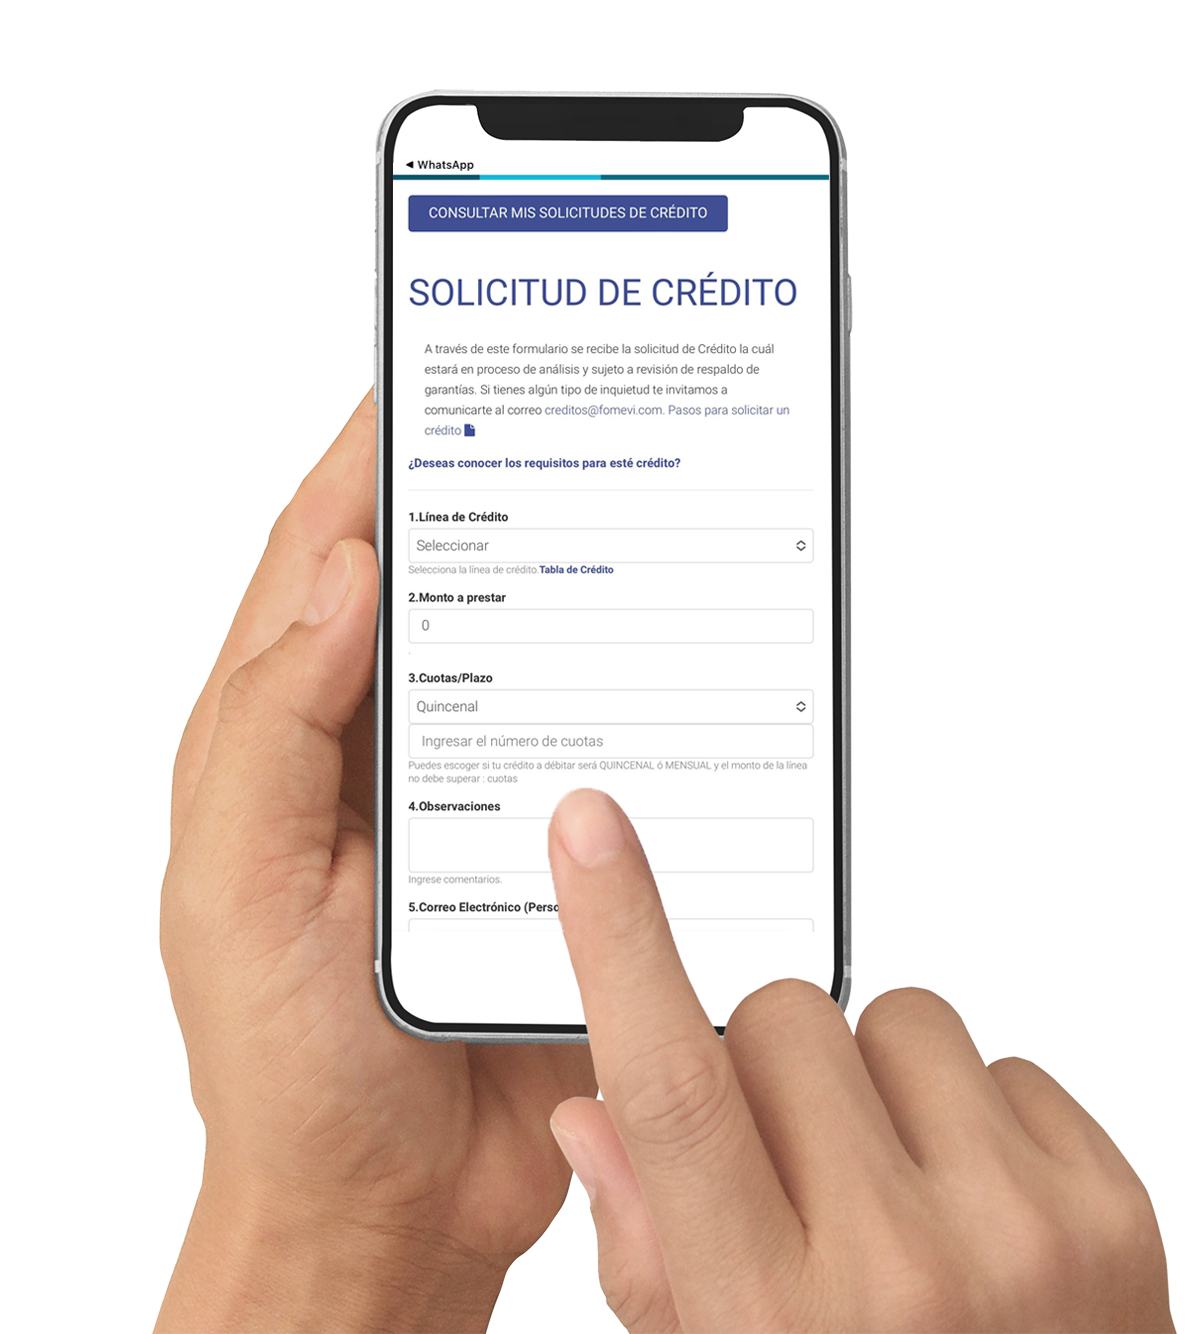 ◄ WhatsApp
CONSULTAR MIS SOLICITUDES DE CRÉDITO
SOLICITUD DE CRÉDITO
A través de este formulario se recibe la solicitud de Crédito la cuál
estará en proceso de análisis y sujeto a revisión de respaldo de
garantías. Si tienes algún tipo de inquietud te invitamos a
comunicarte al correo creditos@fomevi.com. Pasos para solicitar un
crédito
¿Deseas conocer los requisitos para esté crédito?
1.Línea de Crédito
Seleccionar
Selecciona la línea de crédito.Tabla de Crédito
2.Monto a prestar
0
3.Cuotas/Plazo
Quincenal
Ingresar el número de cuotas
Puedes escoger si tu crédito a débitar será QUINCENAL ó MENSUAL y el monto de la línea
no debe superar : cuotas
4.Observaciones
Ingrese comentarios.
5.Correo Electrónico